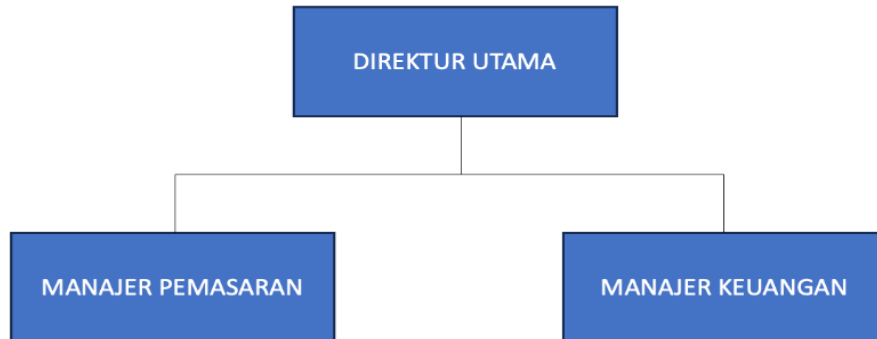 DIREKTUR UTAMA
MANAJER PEMASARAN
MANAJER KEUANGAN